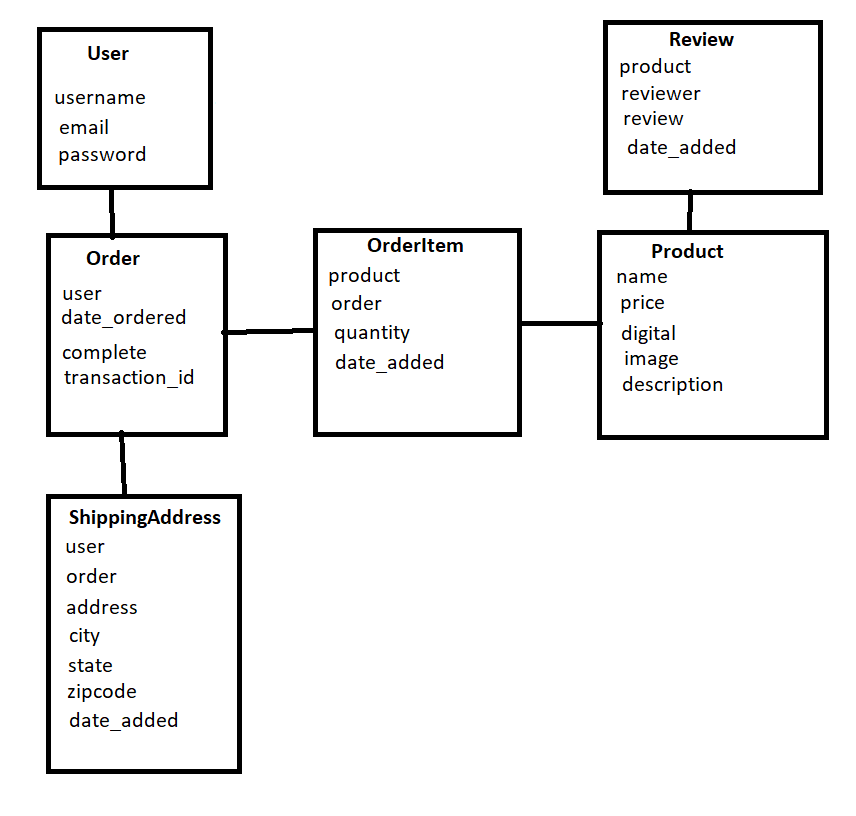 User
username
email
password
Review
product
reviewer
review
date_added
Order
user
date_ordered
complete
transaction_id
OrderItem
product
order
quantity
date_added
Product
name
price
digital
image
description
ShippingAddress
user
order
address
city
state
zipcode
date_added